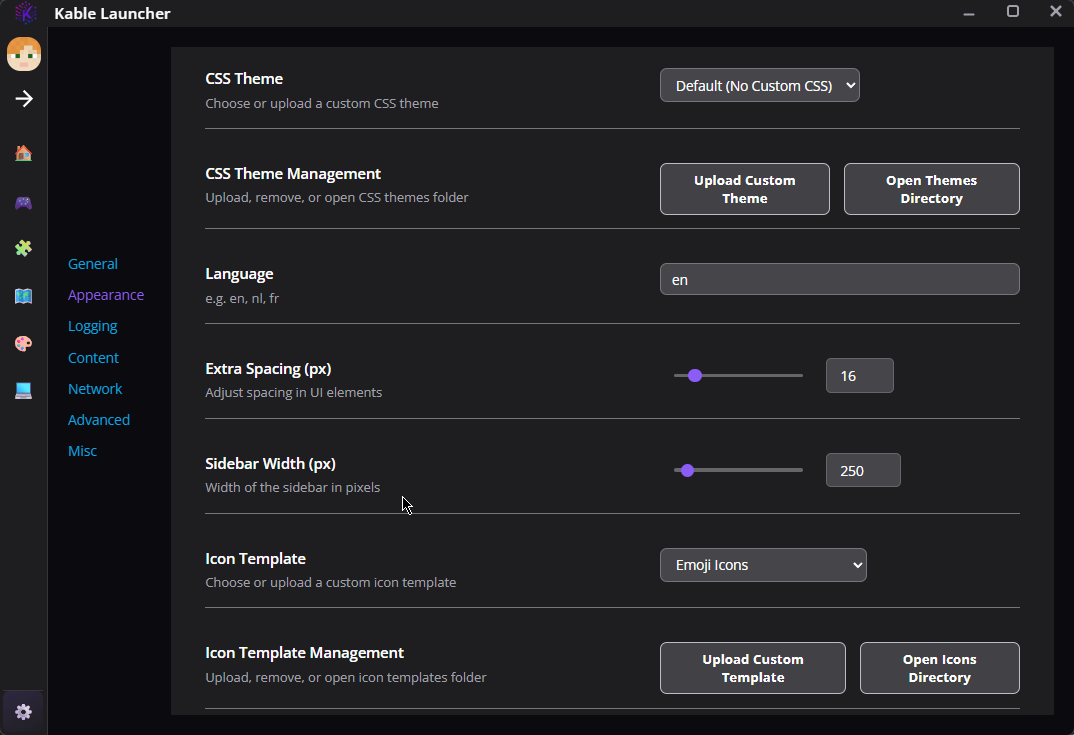 Kable Launcher
CSS Theme
Choose or upload a custom CSS theme
Default (No Custom CSS)
CSS Theme Management
Upload, remove, or open CSS themes folder
Upload Custom
Theme
Open Themes
Directory
General
Appearance
Logging
Content
Network
Advanced
Misc
Language
e.g. en, nl, fr
en
Extra Spacing (px)
Adjust spacing in UI elements
16
Sidebar Width (px)
Width of the sidebar in pixels
250
Icon Template
Choose or upload a custom icon template
Emoji Icons
Icon Template Management
Upload, remove, or open icon templates folder
Upload Custom
Template
Open Icons
Directory